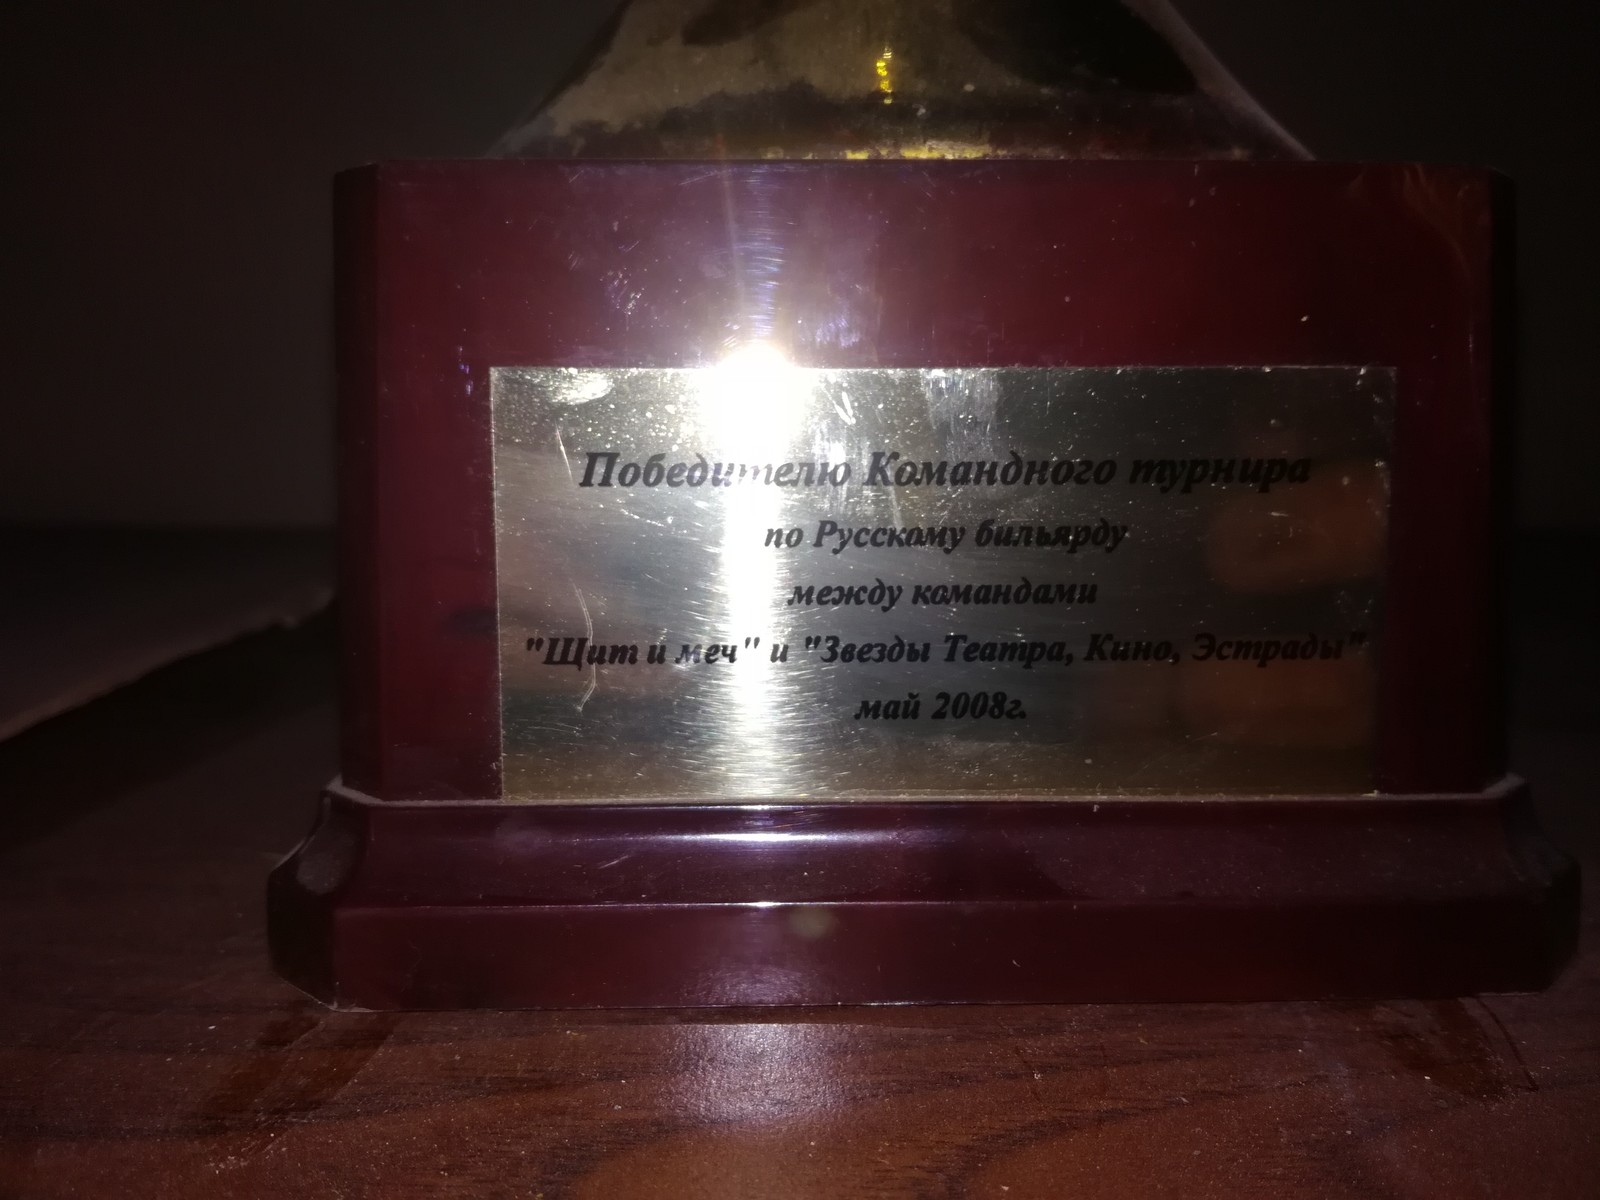 Победителю Командного турнира
по Русскому бильярду
между командами
"Щит и меч" и "Звезды Театра, Кино, Эстрады"
май 2008г.